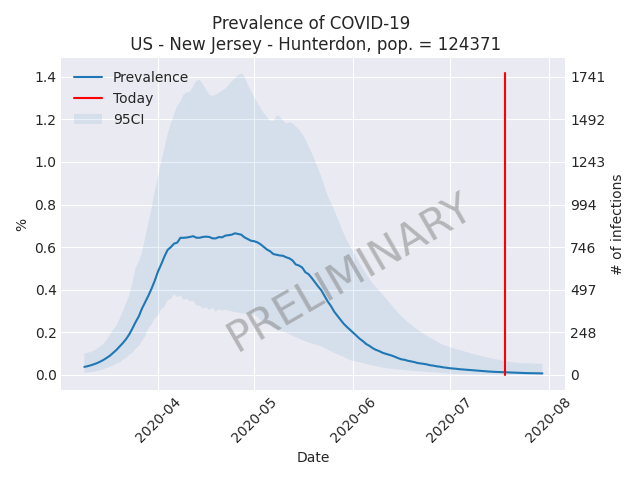 Prevalence of COVID-19
US - New Jersey - Hunterdon, pop. = 124371
Prevalence
Today
95CI
1.4
1.2
1.0
0.8
0.6
0.4
0.2
0.0
%
1741
1492
1243
994
746
497
248
0
# of infections
PRELIMINARY
2020-04
2020-05
2020-06
2020-07
2020-08
Date